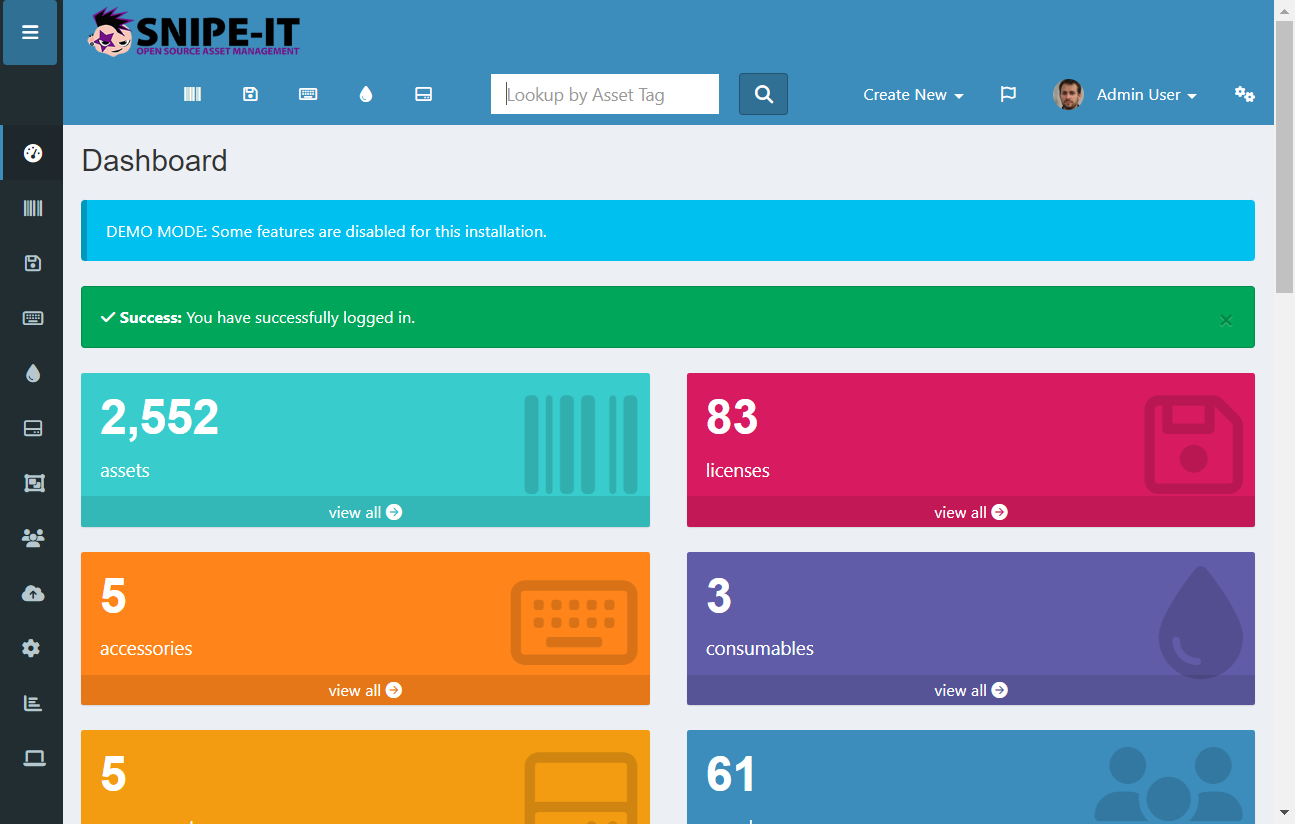 SNIPE-IT
OPEN SOURCE ASSET MANAGEMENT
Lookup by Asset Tag
Create New
Admin User
Dashboard
DEMO MODE: Some features are disabled for this installation.
Success: You have successfully logged in.
×
2,552
assets
view all
83
licenses
view all
5
accessories
view all
3
consumables
view all
5
61